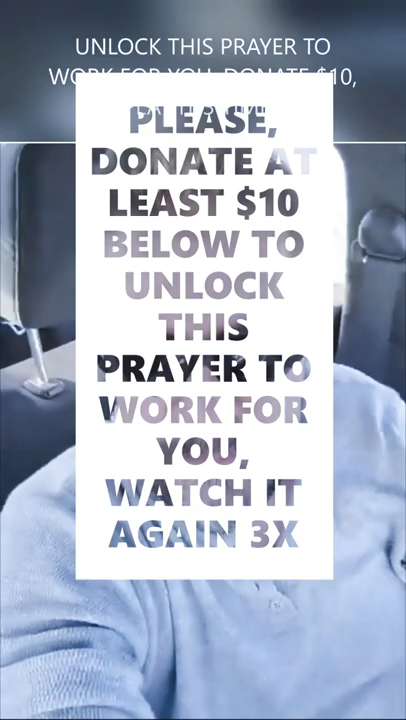 UNLOCK THIS PRAYER TO
WORK FOR YOU, DONATE $10,
PLEASE,
DONATE AT
LEAST $10
BELOW TO
UNLOCK
THIS
PRAYER TO
WORK FOR
YOU,
WATCH IT
AGAIN 3X